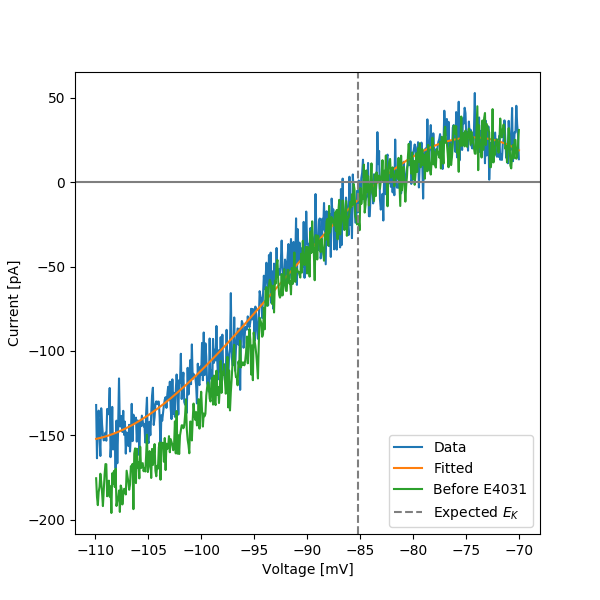 50
0
−50
−100
−150
−200
−110
−105
−100
−95
−90
−85
−80
−75
−70
Current [pA]
Voltage [mV]
Data
Fitted
Before E4031
Expected E_K